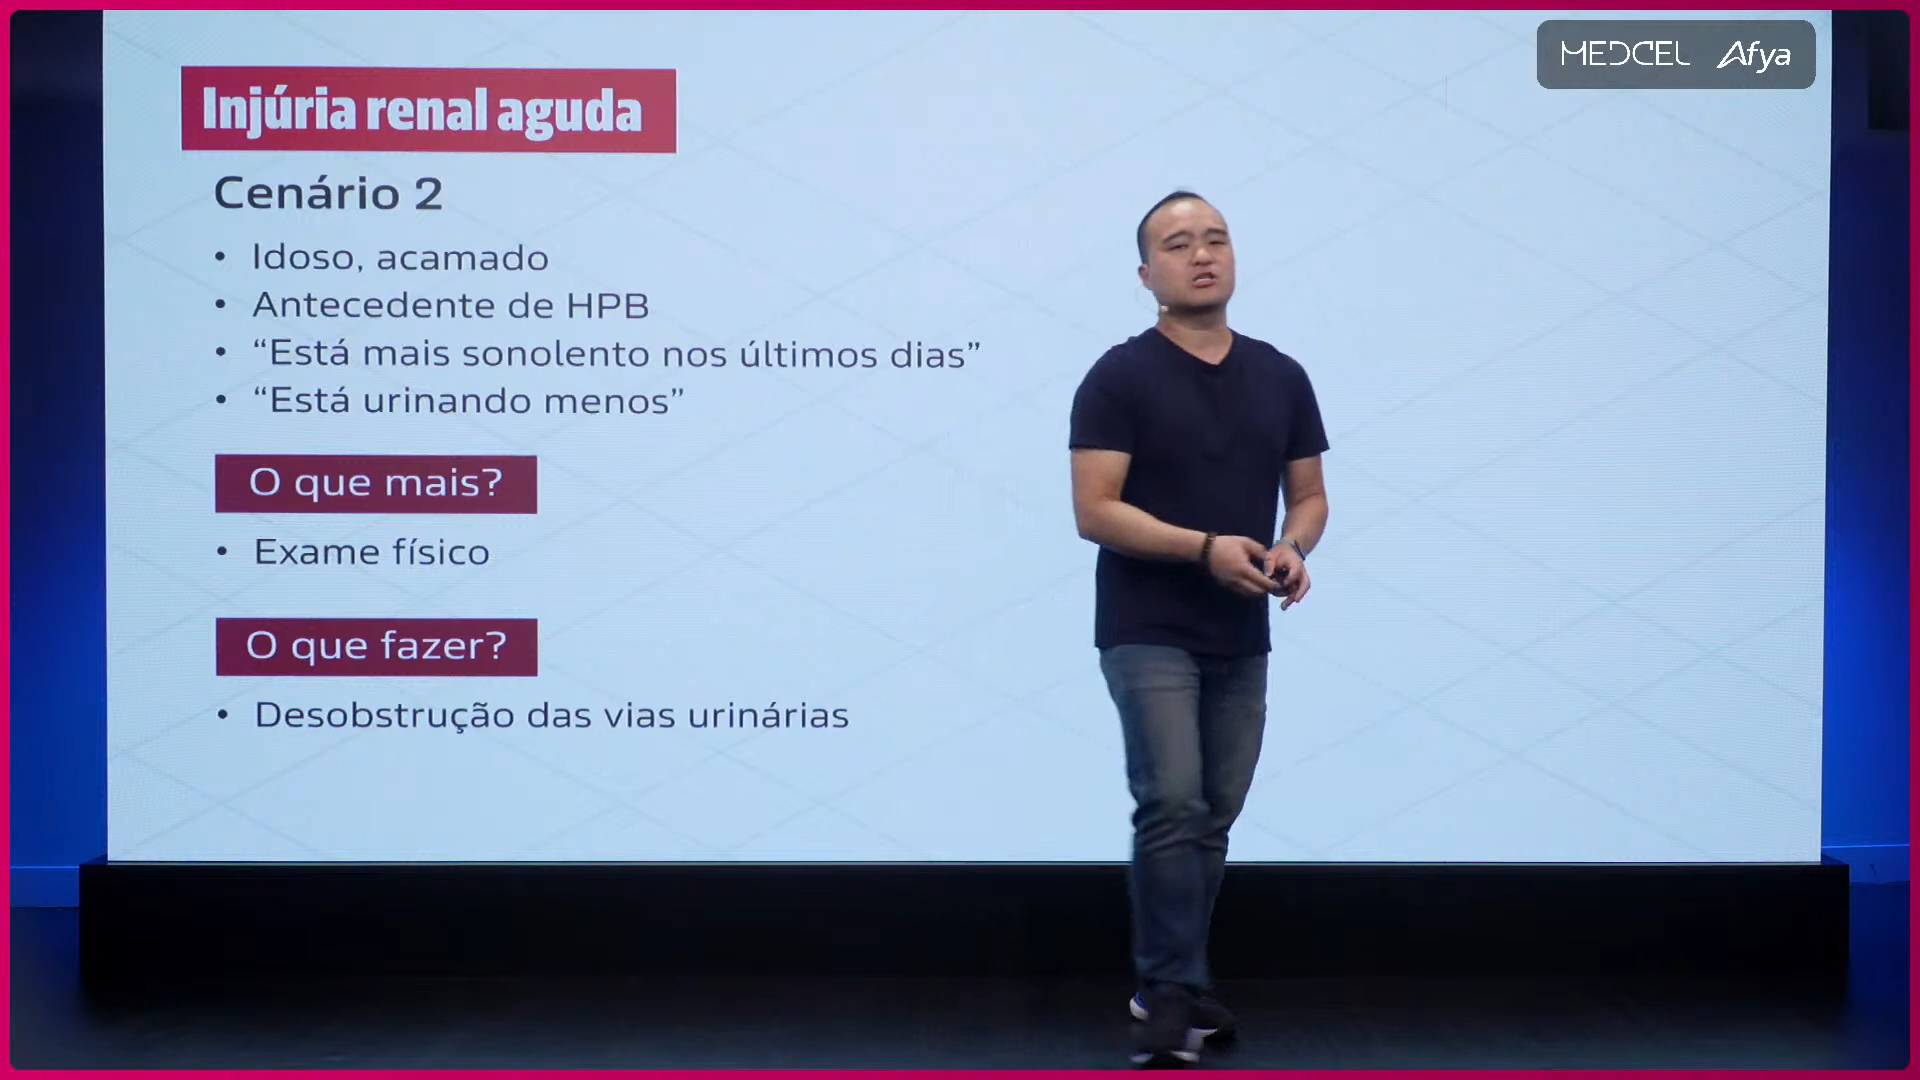 MEDCEL Afya
Injúria renal aguda
Cenário 2
• Idoso, acamado
• Antecedente de HPB
• “Está mais sonolento nos últimos dias”
• “Está urinando menos”
O que mais?
• Exame físico
O que fazer?
• Desobstrução das vias urinárias